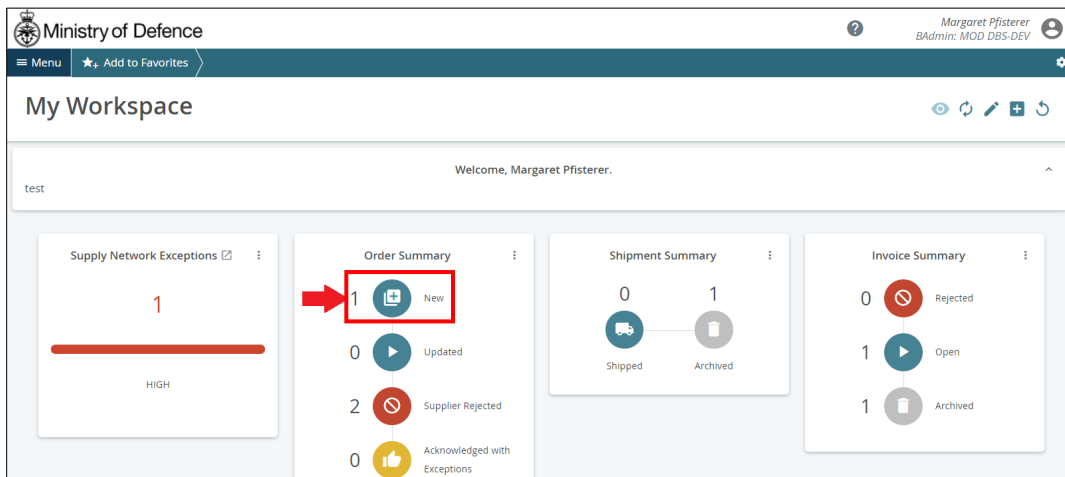 Ministry of Defence
Margaret Pfisterer
BAdmin: MOD DBS-DEV
Menu
Add to Favorites
My Workspace
Welcome, Margaret Pfisterer.
test
Supply Network Exceptions
1
HIGH
Order Summary
1 New
0 Updated
2 Supplier Rejected
0 Acknowledged with
Exceptions
Shipment Summary
0 1
Shipped Archived
Invoice Summary
0 Rejected
1 Open
1 Archived